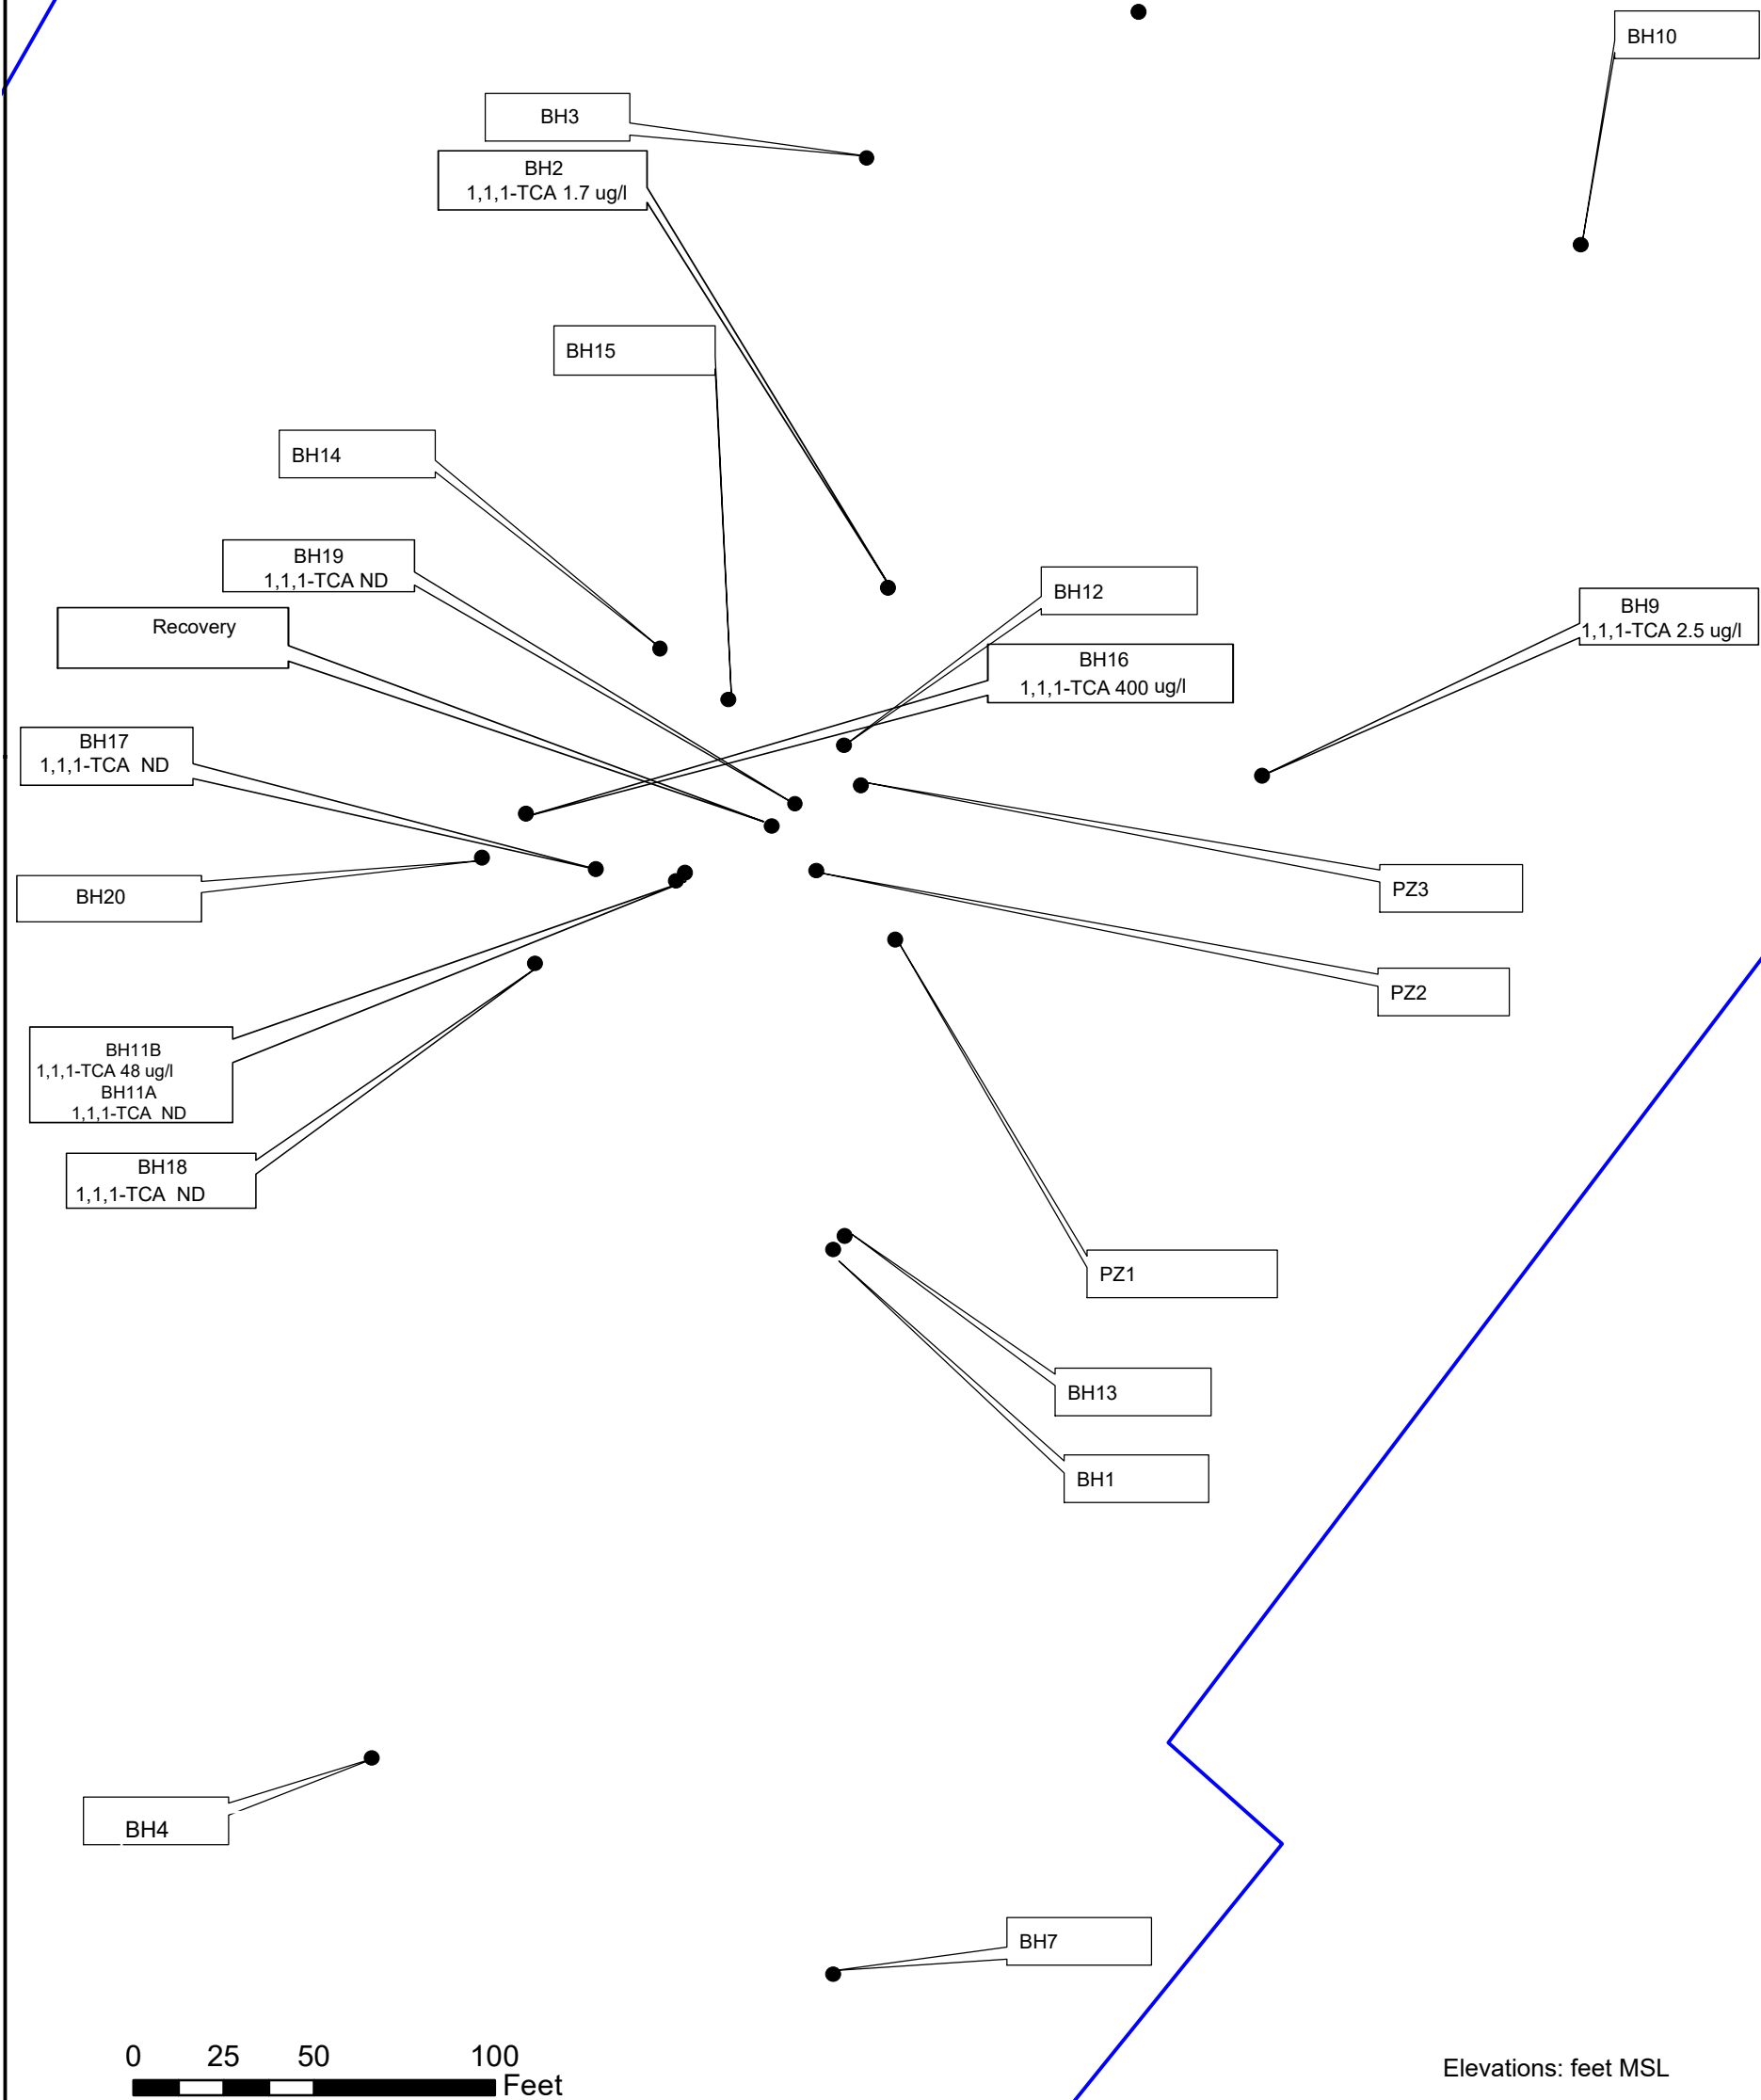 BH10
BH3
BH2
1,1,1-TCA 1.7 ug/l
BH15
BH14
BH19
1,1,1-TCA ND
BH12
BH9
1,1,1-TCA 2.5 ug/l
Recovery
BH16
1,1,1-TCA 400 ug/l
BH17
1,1,1-TCA ND
BH20
PZ3
PZ2
BH11B
1,1,1-TCA 48 ug/l
BH11A
1,1,1-TCA ND
BH18
1,1,1-TCA ND
PZ1
BH13
BH1
BH4
BH7
0 25 50 100
Feet
Elevations: feet MSL